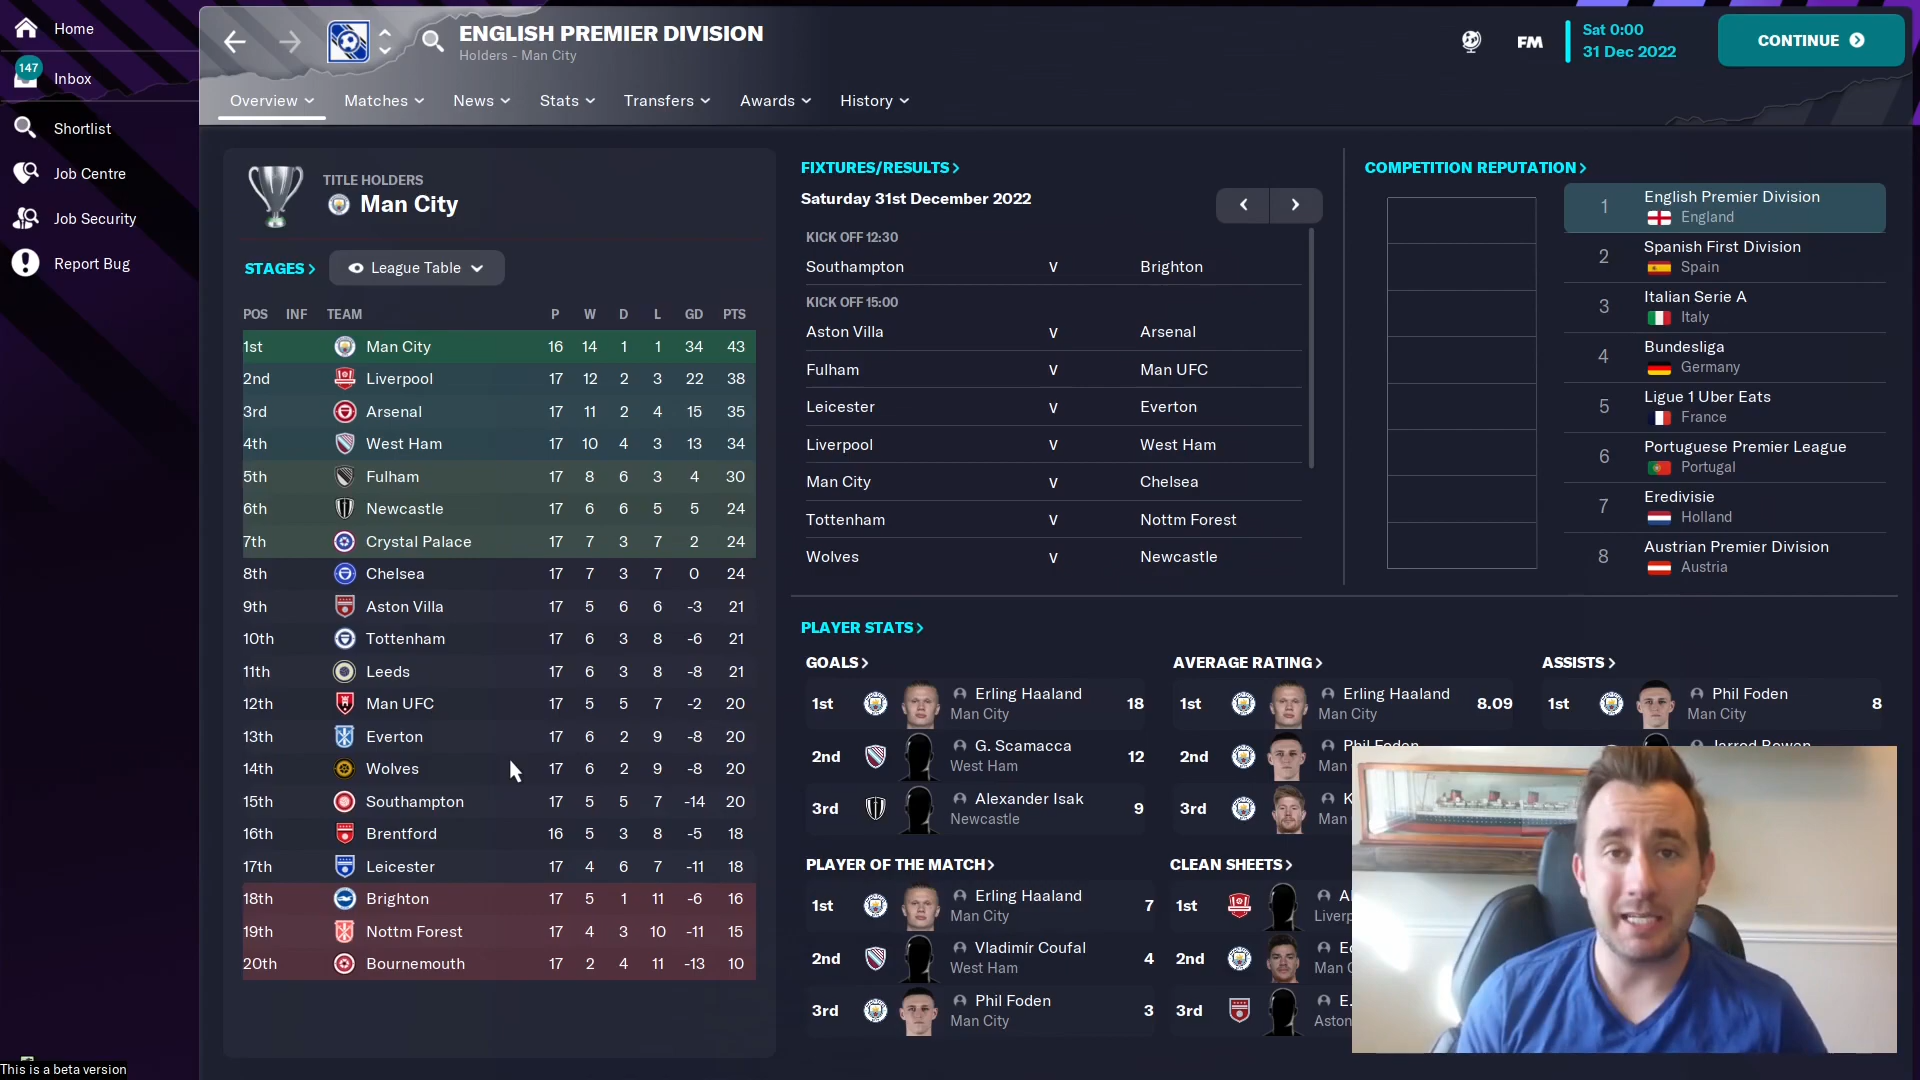 Home
147
Inbox
Shortlist
Job Centre
Job Security
Report Bug
This is a beta version
ENGLISH PREMIER DIVISION
Holders - Man City
FM
Sat 0:00
31 Dec 2022
CONTINUE
Overview Matches News Stats Transfers Awards History
TITLE HOLDERS
Man City
STAGES League Table
POS INF TEAM P W D L GD PTS
1st Man City 16 14 1 1 34 43
2nd Liverpool 17 12 2 3 22 38
3rd Arsenal 17 11 2 4 15 35
4th West Ham 17 10 4 3 13 34
5th Fulham 17 8 6 3 4 30
6th Newcastle 17 6 6 5 5 24
7th Crystal Palace 17 7 3 7 2 24
8th Chelsea 17 7 3 7 0 24
9th Aston Villa 17 5 6 6 -3 21
10th Tottenham 17 6 3 8 -6 21
11th Leeds 17 6 3 8 -8 21
12th Man UFC 17 5 5 7 -2 20
13th Everton 17 6 2 9 -8 20
14th Wolves 17 6 2 9 -8 20
15th Southampton 17 5 5 7 -14 20
16th Brentford 16 5 3 8 -5 18
17th Leicester 17 4 6 7 -11 18
18th Brighton 17 5 1 11 -6 16
19th Nottm Forest 17 4 3 10 -11 15
20th Bournemouth 17 2 4 11 -13 10
FIXTURES/RESULTS
Saturday 31st December 2022
KICK OFF 12:30
Southampton v Brighton
KICK OFF 15:00
Aston Villa v Arsenal
Fulham v Man UFC
Leicester v Everton
Liverpool v West Ham
Man City v Chelsea
Tottenham v Nottm Forest
Wolves v Newcastle
COMPETITION REPUTATION
1 English Premier Division
England
2 Spanish First Division
Spain
3 Italian Serie A
Italy
4 Bundesliga
Germany
5 Ligue 1 Uber Eats
France
6 Portuguese Premier League
Portugal
7 Eredivisie
Holland
8 Austrian Premier Division
Austria
PLAYER STATS
GOALS
1st Erling Haaland 18
Man City
2nd G. Scamacca 12
West Ham
3rd Alexander Isak 9
Newcastle
AVERAGE RATING
1st Erling Haaland 8.09
Man City
2nd Phil Foden
Man
3rd K
Man
ASSISTS
1st Phil Foden 8
Man City
Jarrod Bowen
PLAYER OF THE MATCH
1st Erling Haaland 7
Man City
2nd Vladimír Coufal 4
West Ham
3rd Phil Foden 3
Man City
CLEAN SHEETS
1st Al
Liverp
2nd Ed
Man C
3rd E.
Aston